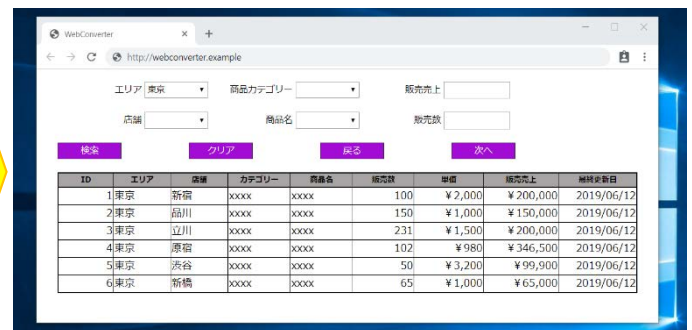 WebConverter
http://webconverter.example
エリア 東京 商品カテゴリー 販売売上
店舗 商品名 販売数
検索 クリア 戻る 次へ
ID エリア 店舗 カテゴリー 商品名 販売数 単価 販売売上 最終更新日
1 東京 新宿 xxxx xxxx 100 ¥2,000 ¥200,000 2019/06/12
2 東京 品川 xxxx xxxx 150 ¥1,000 ¥150,000 2019/06/12
3 東京 立川 xxxx xxxx 231 ¥1,500 ¥200,000 2019/06/12
4 東京 原宿 xxxx xxxx 102 ¥980 ¥346,500 2019/06/12
5 東京 渋谷 xxxx xxxx 50 ¥3,200 ¥99,900 2019/06/12
6 東京 新橋 xxxx xxxx 65 ¥1,000 ¥65,000 2019/06/12